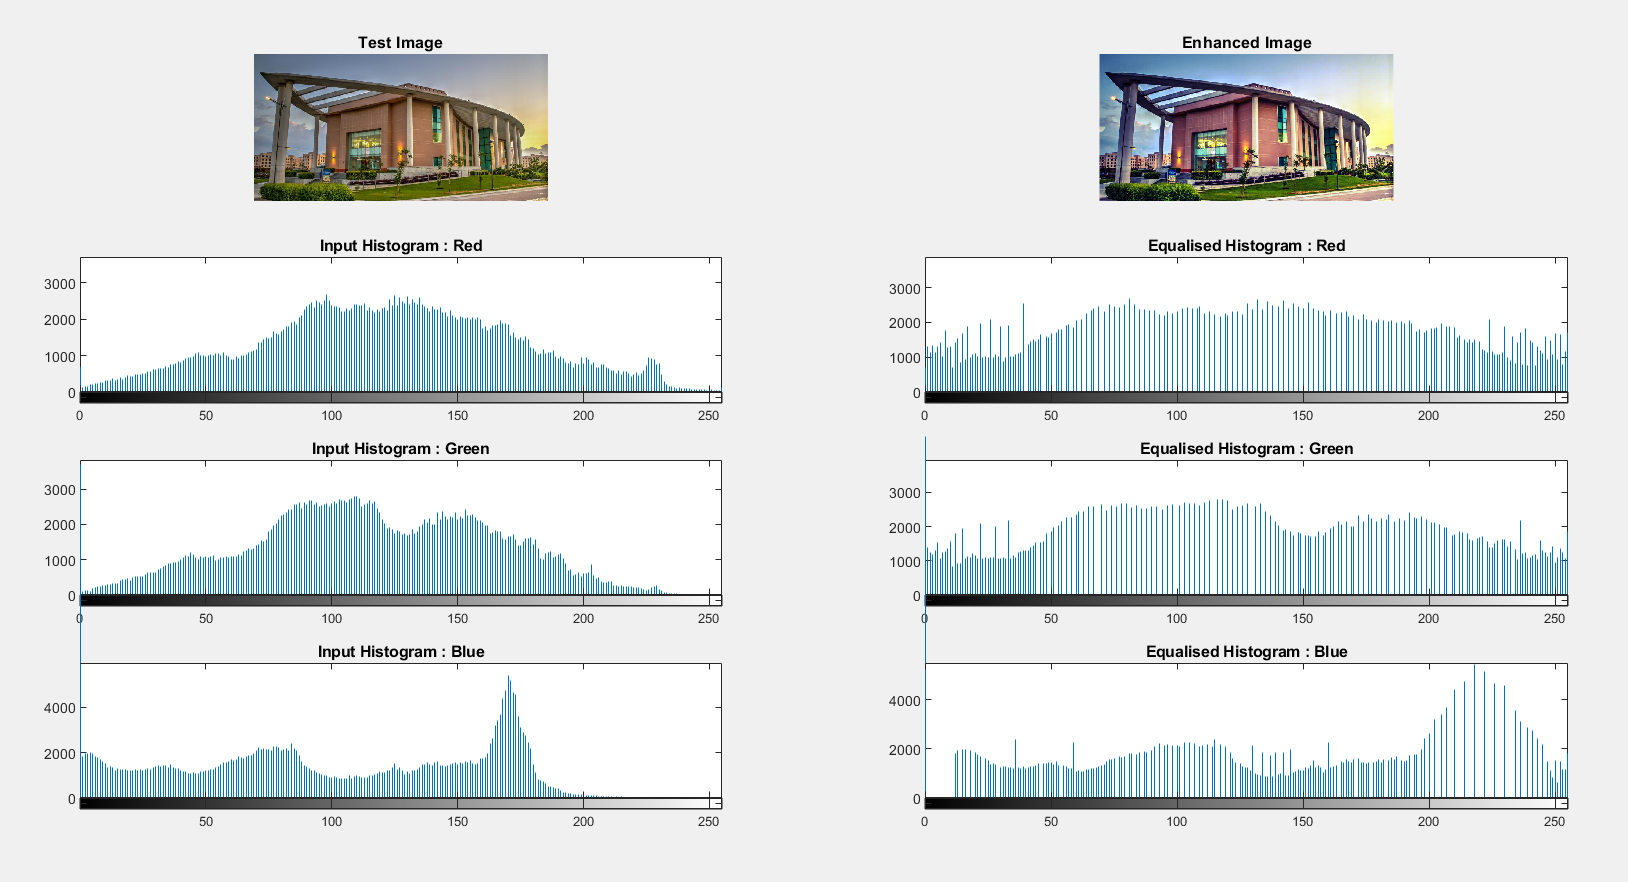 Test Image
Enhanced Image
Input Histogram : Red
3000
2000
1000
0
0 50 100 150 200 250
Equalised Histogram : Red
3000
2000
1000
0
0 50 100 150 200 250
Input Histogram : Green
3000
2000
1000
0
0 50 100 150 200 250
Equalised Histogram : Green
3000
2000
1000
0
0 50 100 150 200 250
Input Histogram : Blue
4000
2000
0
50 100 150 200 250
Equalised Histogram : Blue
4000
2000
0
0 50 100 150 200 250